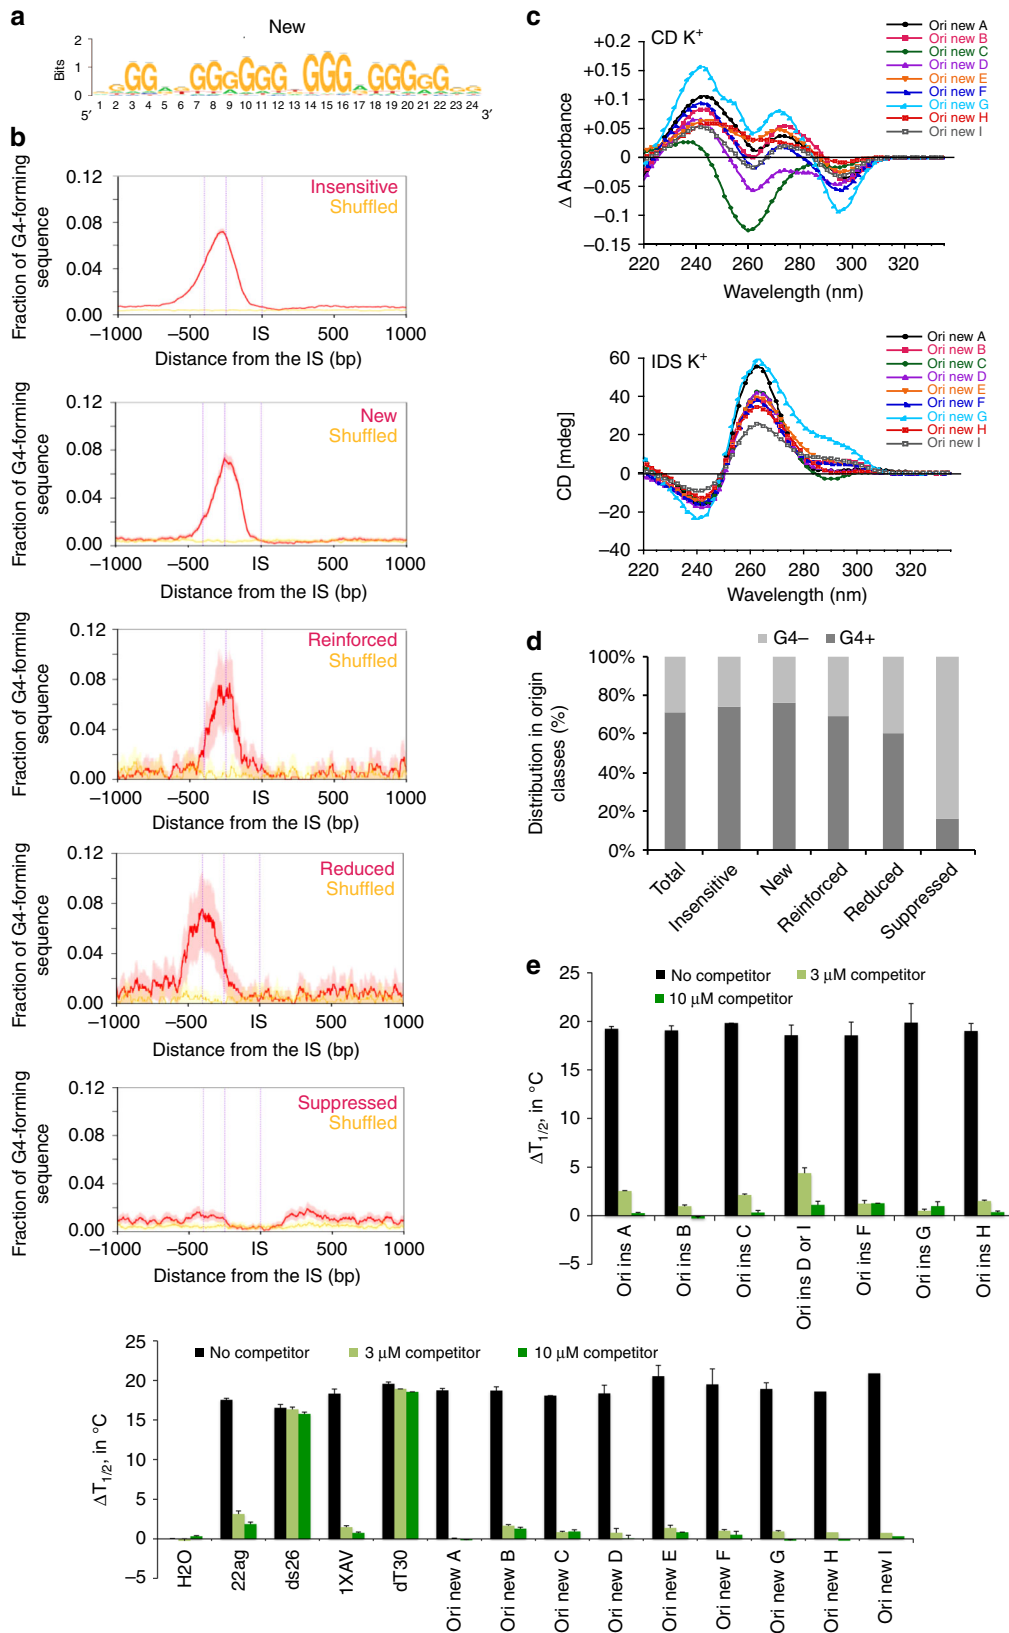 a
New
Bits
2
1
0
GG GGGGGG GGG GGGGG
1 2 3 4 5 6 7 8 9 10 11 12 13 14 15 16 17 18 19 20 21 22 23 24
5′ 3′
b
Fraction of G4-forming sequence
0.12
0.08
0.04
0.00
Insensitive
Shuffled
–1000 –500 IS 500 1000
Distance from the IS (bp)
Fraction of G4-forming sequence
0.12
0.08
0.04
0.00
New
Shuffled
–1000 –500 IS 500 1000
Distance from the IS (bp)
Fraction of G4-forming sequence
0.12
0.08
0.04
0.00
Reinforced
Shuffled
–1000 –500 IS 500 1000
Distance from the IS (bp)
Fraction of G4-forming sequence
0.12
0.08
0.04
0.00
Reduced
Shuffled
–1000 –500 IS 500 1000
Distance from the IS (bp)
Fraction of G4-forming sequence
0.12
0.08
0.04
0.00
Suppressed
Shuffled
–1000 –500 IS 500 1000
Distance from the IS (bp)
c
CD K+
Δ Absorbance
+0.2
+0.15
+0.1
+0.05
0
–0.05
–0.1
–0.15
Ori new A
Ori new B
Ori new C
Ori new D
Ori new E
Ori new F
Ori new G
Ori new H
Ori new I
220 240 260 280 300 320
Wavelength (nm)
IDS K+
CD [mdeg]
60
40
20
0
–20
–40
Ori new A
Ori new B
Ori new C
Ori new D
Ori new E
Ori new F
Ori new G
Ori new H
Ori new I
220 240 260 280 300 320
Wavelength (nm)
d
G4– G4+
Distribution in origin classes (%)
100%
80%
60%
40%
20%
0%
Total Insensitive New Reinforced Reduced Suppressed
e
No competitor 3 μM competitor
10 μM competitor
ΔT1/2, in °C
25
20
15
10
5
0
–5
Ori ins A Ori ins B Ori ins C Ori ins D or I Ori ins F Ori ins G Ori ins H
No competitor 3 μM competitor 10 μM competitor
ΔT1/2, in °C
25
20
15
10
5
0
–5
H2O 22ag ds26 1XAV dT30 Ori new A Ori new B Ori new C Ori new D Ori new E Ori new F Ori new G Ori new H Ori new I